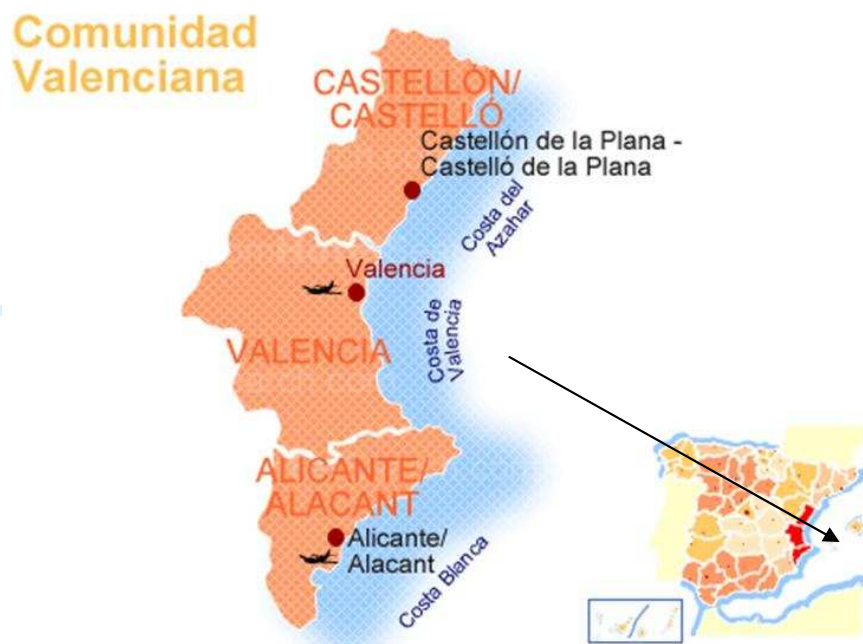 Comunidad
Valenciana
CASTELLÓN/
CASTELLÓ
Castellón de la Plana -
Castelló de la Plana
Costa del
Azahar
Valencia
Costa de
Valencia
VALENCIA
ALICANTE/
ALACANT
Alicante/
Alacant
Costa Blanca